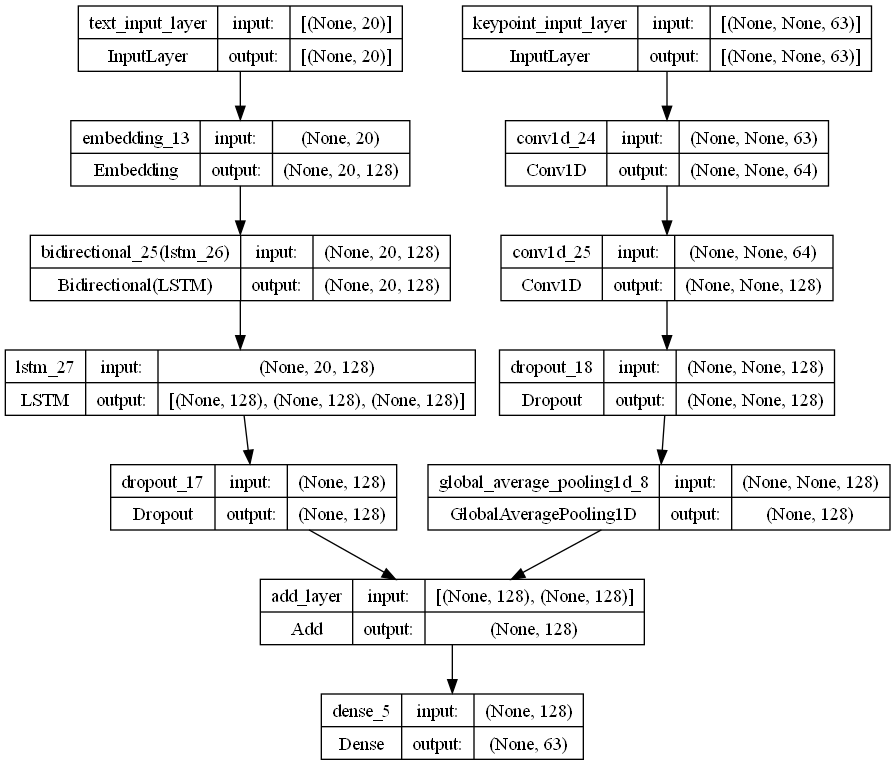 text_input_layer input: [(None, 20)]
InputLayer output: [(None, 20)]
keypoint_input_layer input: [(None, None, 63)]
InputLayer output: [(None, None, 63)]
embedding_13 input: (None, 20)
Embedding output: (None, 20, 128)
conv1d_24 input: (None, None, 63)
Conv1D output: (None, None, 64)
bidirectional_25(lstm_26) input: (None, 20, 128)
Bidirectional(LSTM) output: (None, 20, 128)
conv1d_25 input: (None, None, 64)
Conv1D output: (None, None, 128)
lstm_27 input: (None, 20, 128)
LSTM output: [(None, 128), (None, 128), (None, 128)]
dropout_18 input: (None, None, 128)
Dropout output: (None, None, 128)
dropout_17 input: (None, 128)
Dropout output: (None, 128)
global_average_pooling1d_8 input: (None, None, 128)
GlobalAveragePooling1D output: (None, 128)
add_layer input: [(None, 128), (None, 128)]
Add output: (None, 128)
dense_5 input: (None, 128)
Dense output: (None, 63)